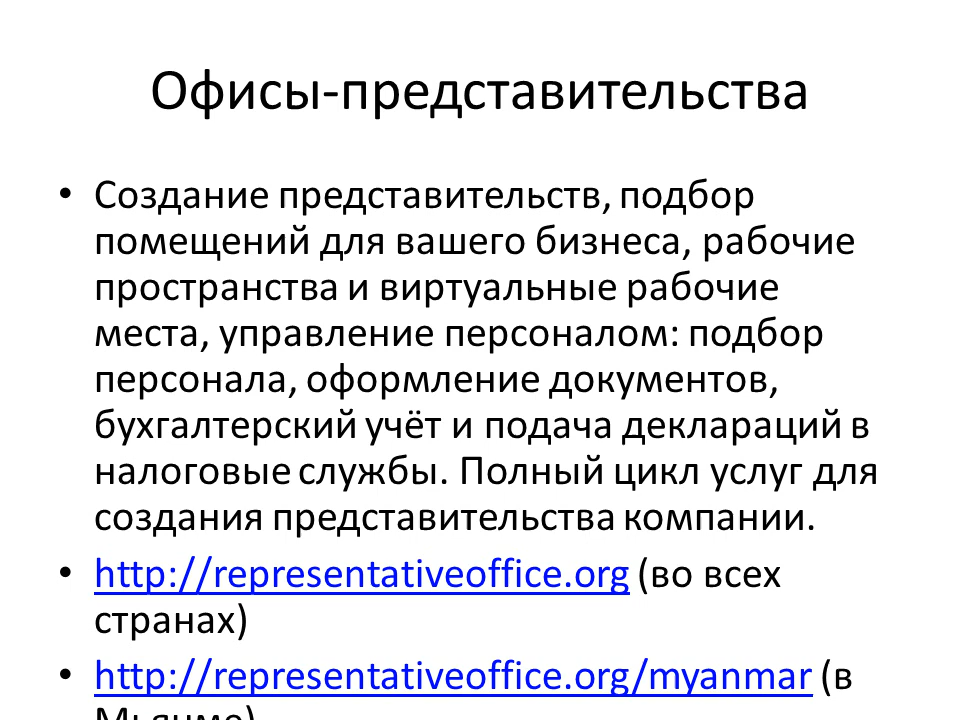 Офисы-представительства
• Создание представительств, подбор
помещений для вашего бизнеса, рабочие
пространства и виртуальные рабочие
места, управление персоналом: подбор
персонала, оформление документов,
бухгалтерский учёт и подача деклараций в
налоговые службы. Полный цикл услуг для
создания представительства компании.
• http://representativeoffice.org (во всех
странах)
• http://representativeoffice.org/myanmar (в
Мьянме)